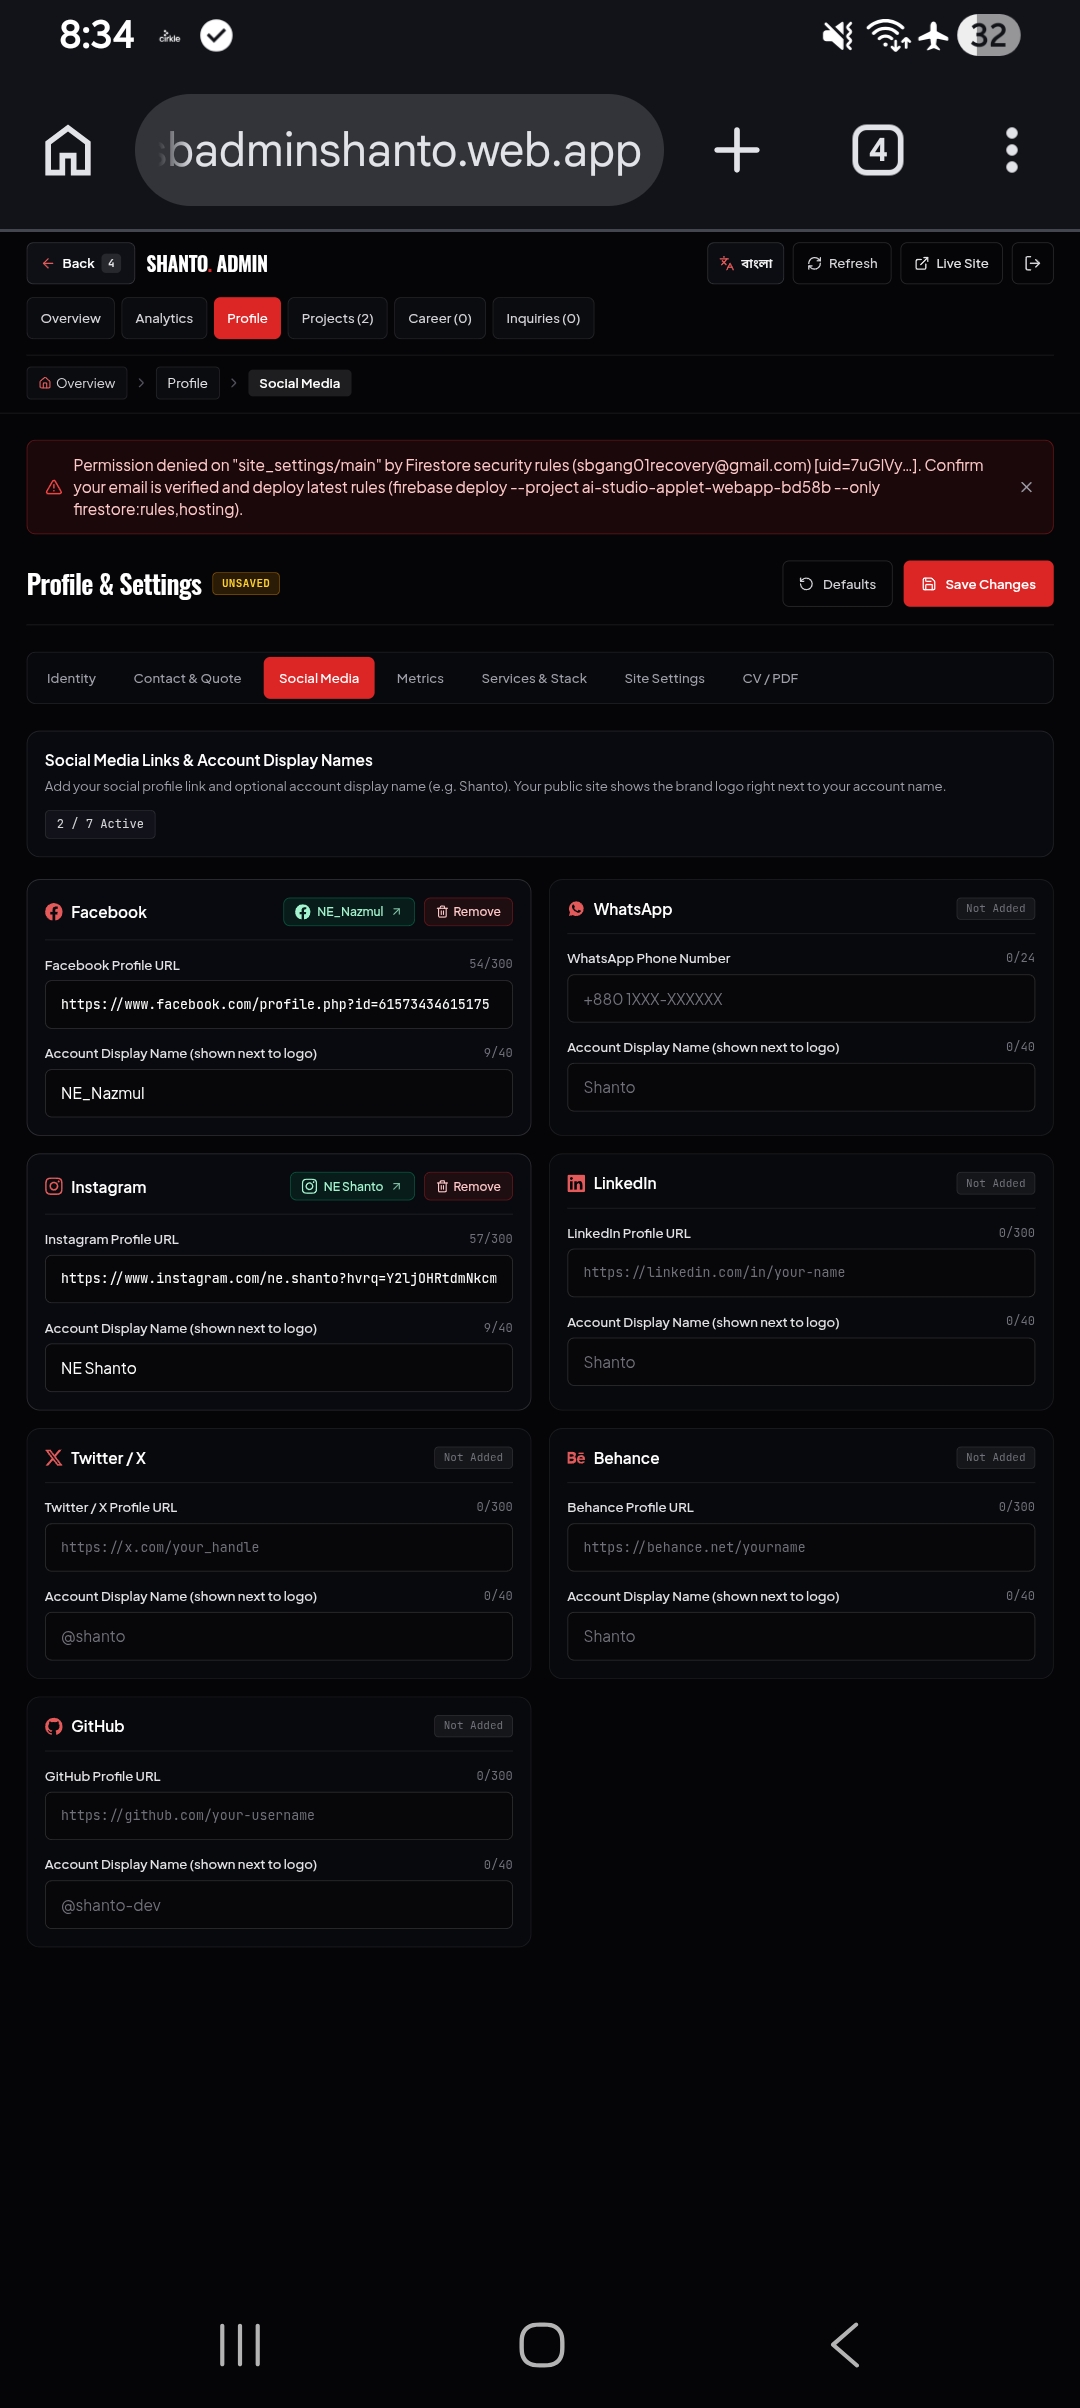 8:34
cirkle
32
sbadminshanto.web.app
4
Back 4
SHANTO. ADMIN
বাংলা
Refresh
Live Site
Overview
Analytics
Profile
Projects (2)
Career (0)
Inquiries (0)
Overview
Profile
Social Media
Permission denied on "site_settings/main" by Firestore security rules (sbgang01recovery@gmail.com) [uid=7uGlVy…]. Confirm
your email is verified and deploy latest rules (firebase deploy --project ai-studio-applet-webapp-bd58b --only
firestore:rules,hosting).
Profile & Settings
UNSAVED
Defaults
Save Changes
Identity
Contact & Quote
Social Media
Metrics
Services & Stack
Site Settings
CV / PDF
Social Media Links & Account Display Names
Add your social profile link and optional account display name (e.g. Shanto). Your public site shows the brand logo right next to your account name.
2 / 7 Active
Facebook
NE_Nazmul
Remove
Facebook Profile URL
54/300
https://www.facebook.com/profile.php?id=61573434615175
Account Display Name (shown next to logo)
9/40
NE_Nazmul
WhatsApp
Not Added
WhatsApp Phone Number
0/24
+880 1XXX-XXXXXX
Account Display Name (shown next to logo)
0/40
Shanto
Instagram
NE Shanto
Remove
Instagram Profile URL
57/300
https://www.instagram.com/ne.shanto?hvrq=Y2ljOHRtdmNkcm
Account Display Name (shown next to logo)
9/40
NE Shanto
LinkedIn
Not Added
LinkedIn Profile URL
0/300
https://linkedin.com/in/your-name
Account Display Name (shown next to logo)
0/40
Shanto
Twitter / X
Not Added
Twitter / X Profile URL
0/300
https://x.com/your_handle
Account Display Name (shown next to logo)
0/40
@shanto
Behance
Not Added
Behance Profile URL
0/300
https://behance.net/yourname
Account Display Name (shown next to logo)
0/40
Shanto
GitHub
Not Added
GitHub Profile URL
0/300
https://github.com/your-username
Account Display Name (shown next to logo)
0/40
@shanto-dev